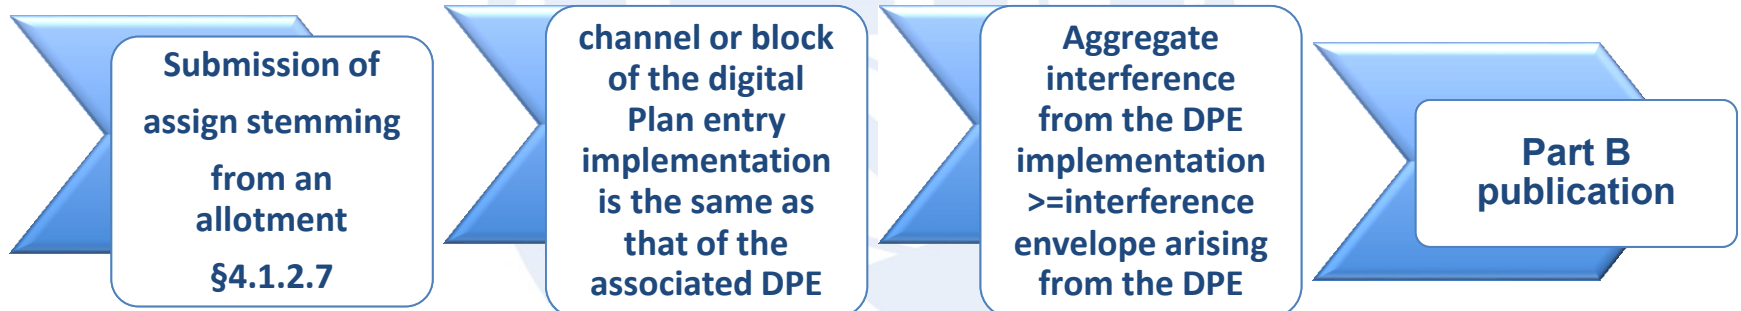 Submission of
assign stemming
from an
allotment
§4.1.2.7
channel or block
of the digital
Plan entry
implementation
is the same as
that of the
associated DPE
Aggregate
interference
from the DPE
implementation
>=interference
envelope arising
from the DPE
Part B
publication